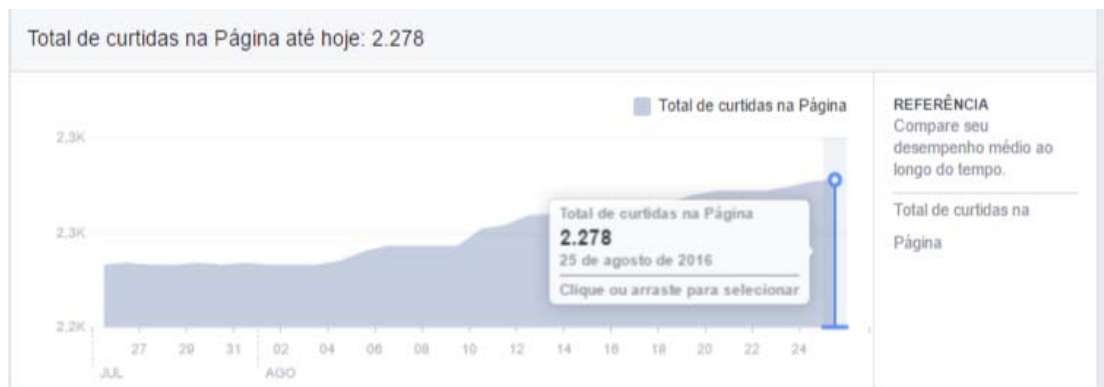 Total de curtidas na Página até hoje: 2.278
Total de curtidas na Página
REFERÊNCIA
Compare seu
desempenho médio ao
longo do tempo.
Total de curtidas na
Página
2,3K
2,3K
2,2K
Total de curtidas na Página
2.278
25 de agosto de 2016
Clique ou arraste para selecionar
27 29 31 02 04 06 08 10 12 14 16 18 20 22 24
JUL AGO